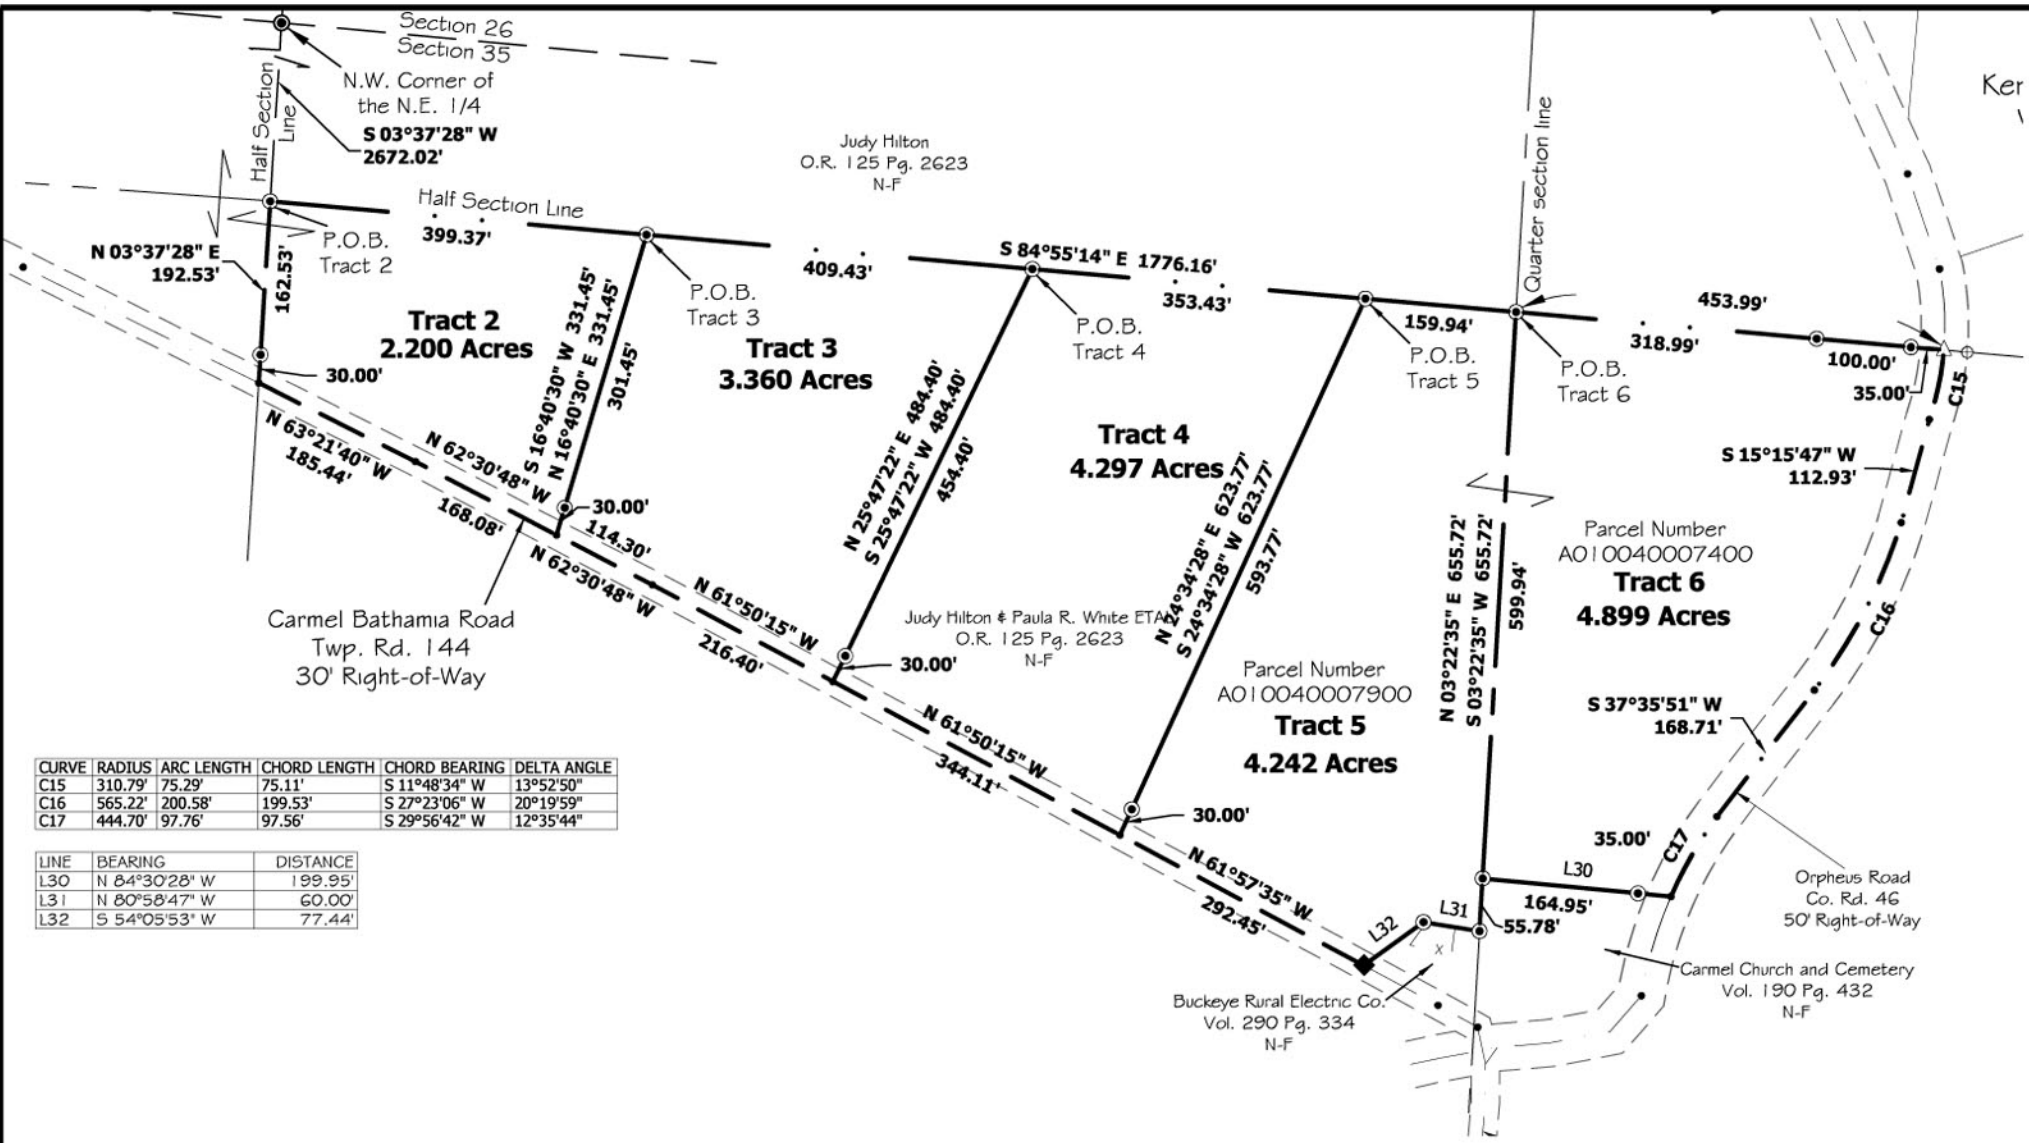 Section 26
Section 35
N.W. Corner of
the N.E. 1/4
Half Section
Line
S 03°37'28" W
2672.02'
Judy Hilton
O.R. 125 Pg. 2623
N-F
Quarter section line
Half Section Line
399.37'
P.O.B.
Tract 2
N 03°37'28" E
192.53'
162.53'
Tract 2
2.200 Acres
30.00'
S 84°55'14" E 1776.16'
409.43'
353.43'
P.O.B.
Tract 3
P.O.B.
Tract 4
159.94'
P.O.B.
Tract 5
P.O.B.
Tract 6
453.99'
318.99'
100.00'
35.00'
C15
S 16°40'30" W 331.45'
N 16°40'30" E 331.45'
301.45'
Tract 3
3.360 Acres
N 25°47'22" E 484.40'
S 25°47'22" W 484.40'
454.40'
Tract 4
4.297 Acres
N 24°34'28" E 623.77'
S 24°34'28" W 623.77'
593.77'
S 15°15'47" W
112.93'
N 63°21'40" W
185.44'
N 62°30'48" W
168.08'
30.00'
114.30'
N 62°30'48" W
N 61°50'15" W
216.40'
Carmel Bathamia Road
Twp. Rd. 144
30' Right-of-Way
Judy Hilton & Paula R. White ETAL
O.R. 125 Pg. 2623
N-F
30.00'
N 61°50'15" W
344.11'
N 03°22'35" E 655.72'
S 03°22'35" W 655.72'
599.94'
Parcel Number
A010040007400
Tract 6
4.899 Acres
C16
Parcel Number
A010040007900
Tract 5
4.242 Acres
S 37°35'51" W
168.71'
30.00'
N 61°57'35" W
292.45'
35.00'
C17
L30
164.95'
L31
L32
55.78'
X
Orpheus Road
Co. Rd. 46
50' Right-of-Way
Carmel Church and Cemetery
Vol. 190 Pg. 432
N-F
Buckeye Rural Electric Co.
Vol. 290 Pg. 334
N-F
CURVE RADIUS ARC LENGTH CHORD LENGTH CHORD BEARING DELTA ANGLE
C15 310.79' 75.29' 75.11' S 11°48'34" W 13°52'50"
C16 565.22' 200.58' 199.53' S 27°23'06" W 20°19'59"
C17 444.70' 97.76' 97.56' S 29°56'42" W 12°35'44"
LINE BEARING DISTANCE
L30 N 84°30'28" W 199.95'
L31 N 80°58'47" W 60.00'
L32 S 54°05'53" W 77.44'